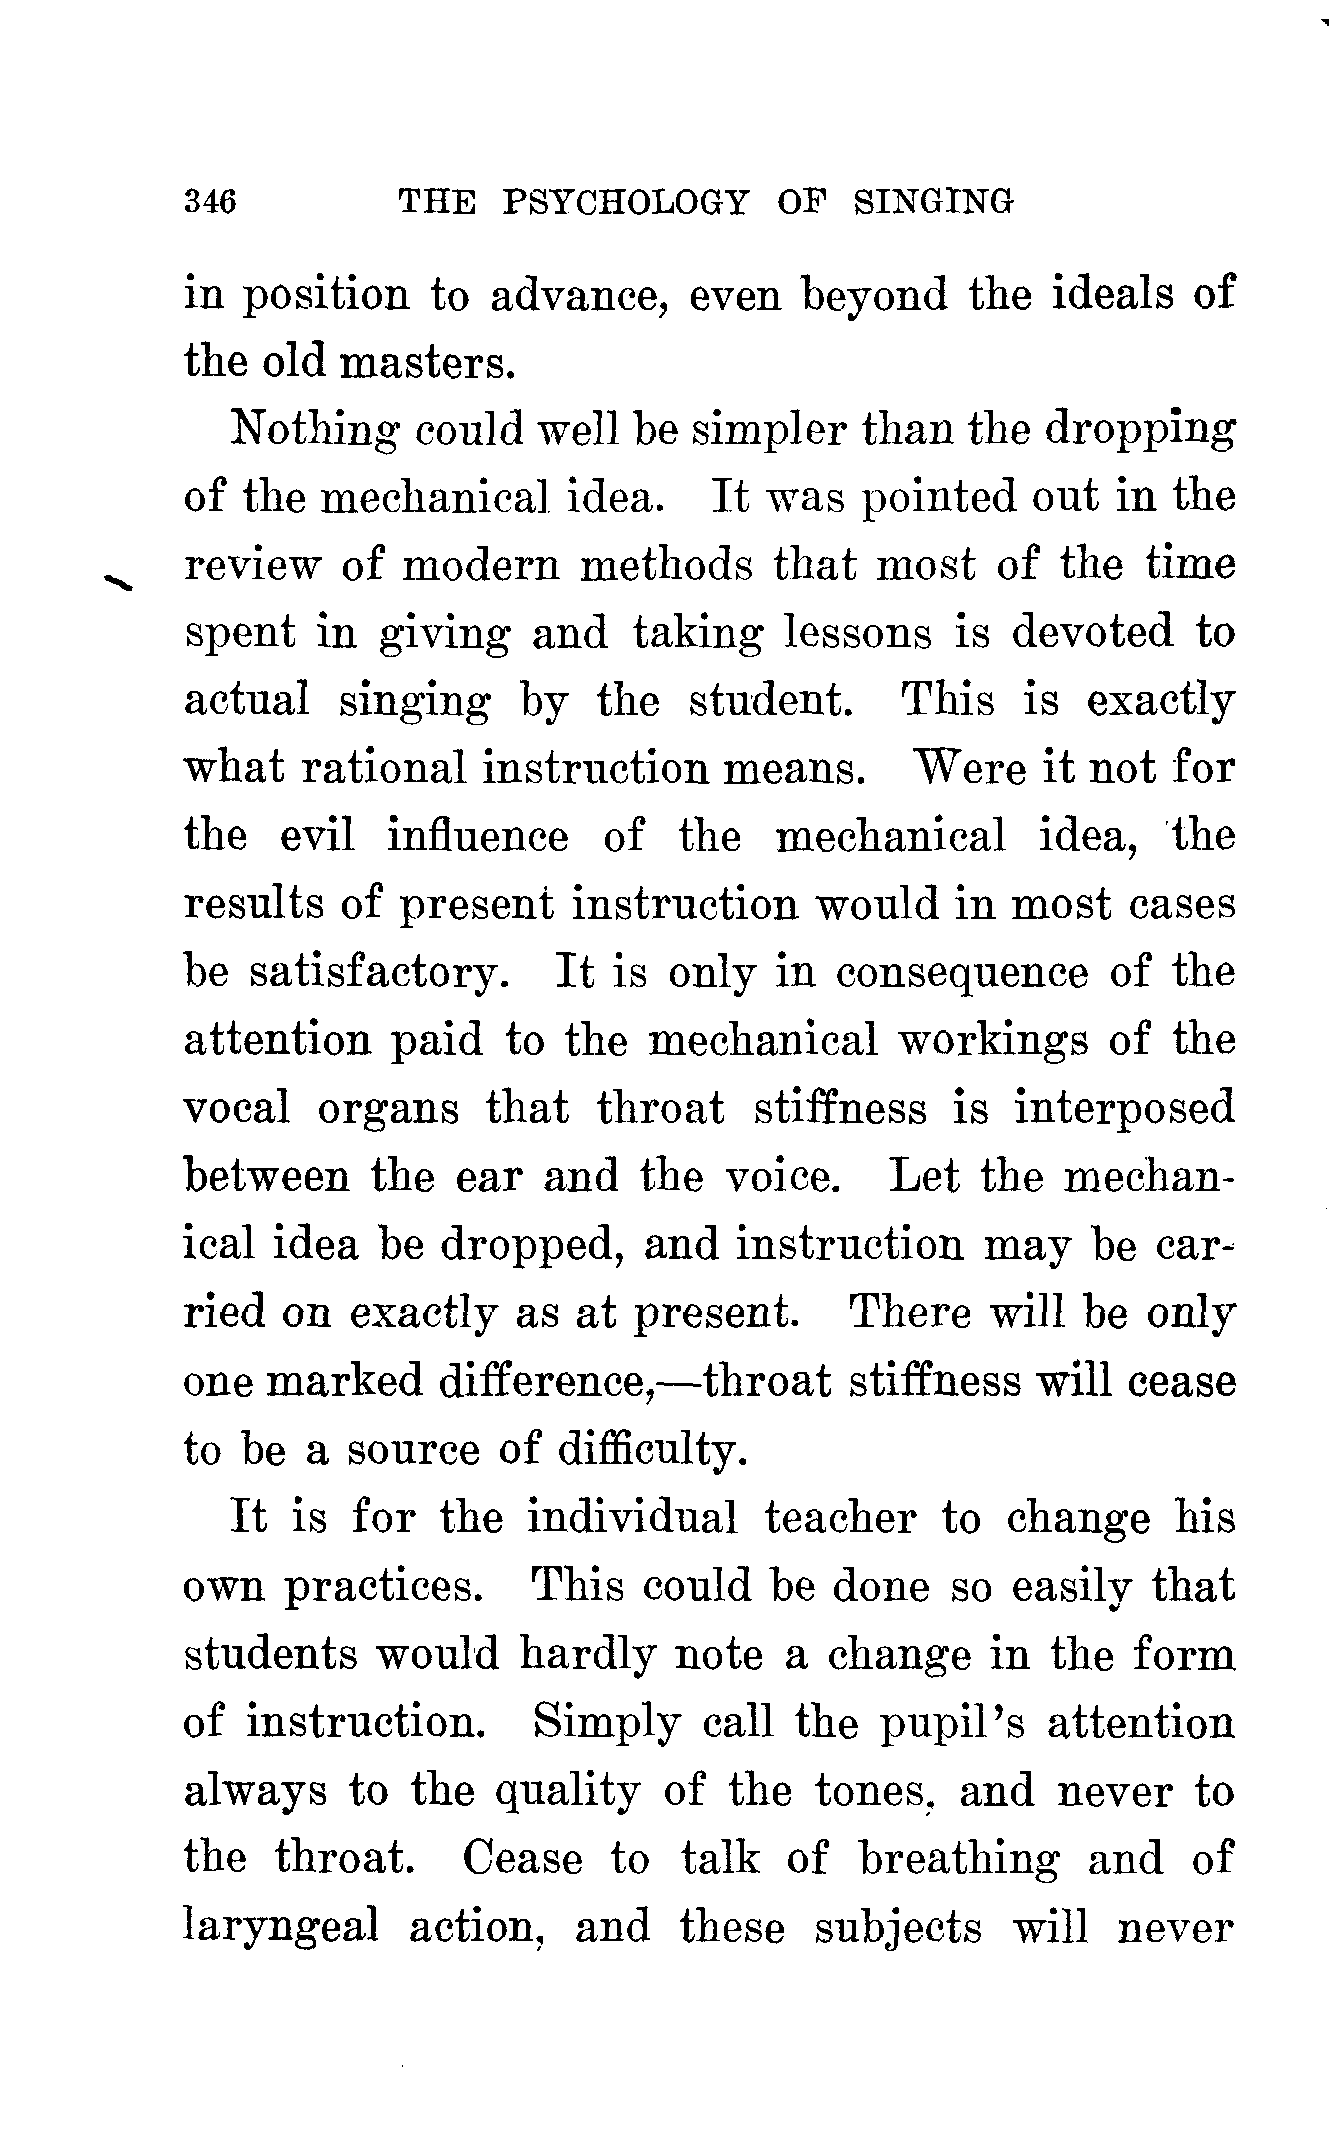 346 THE PSYCHOLOGY OF SINGING
in position to advance, even beyond the ideals of
the old masters.
Nothing could well be simpler than the dropping
of the mechanical idea. It was pointed out in the
review of modern methods that most of the time
spent in giving and taking lessons is devoted to
actual singing by the student. This is exactly
what rational instruction means. Were it not for
the evil influence of the mechanical idea, the
results of present instruction would in most cases
be satisfactory. It is only in consequence of the
attention paid to the mechanical workings of the
vocal organs that throat stiffness is interposed
between the ear and the voice. Let the mechan-
ical idea be dropped, and instruction may be car-
ried on exactly as at present. There will be only
one marked difference,—throat stiffness will cease
to be a source of difficulty.
It is for the individual teacher to change his
own practices. This could be done so easily that
students would hardly note a change in the form
of instruction. Simply call the pupil's attention
always to the quality of the tones, and never to
the throat. Cease to talk of breathing and of
laryngeal action, and these subjects will never